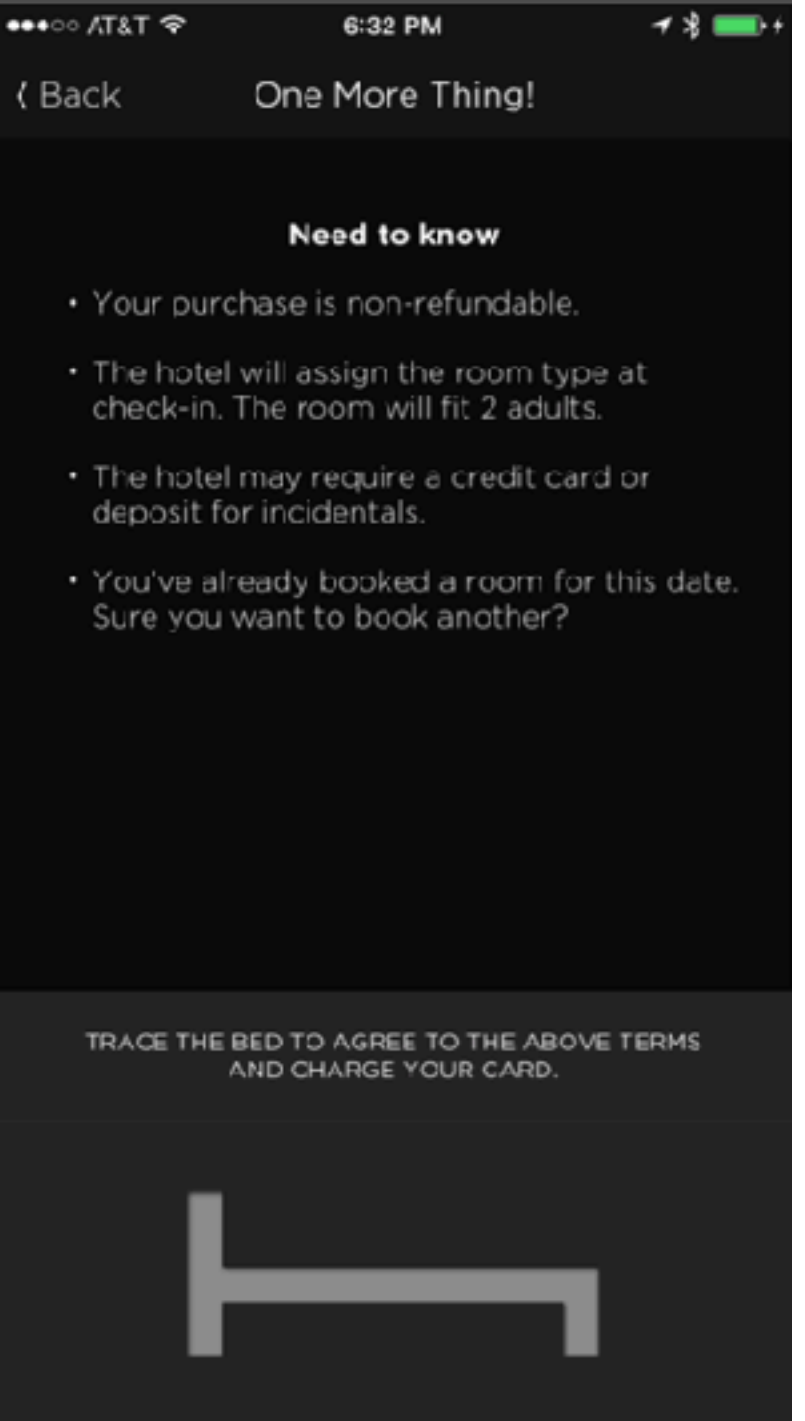 AT&T 6:32 PM
Back One More Thing!
Need to know
• Your purchase is non-refundable.
• The hotel will assign the room type at
check-in. The room will fit 2 adults.
• The hotel may require a credit card or
deposit for incidentals.
• You've already booked a room for this date.
Sure you want to book another?
TRACE THE BED TO AGREE TO THE ABOVE TERMS
AND CHARGE YOUR CARD.